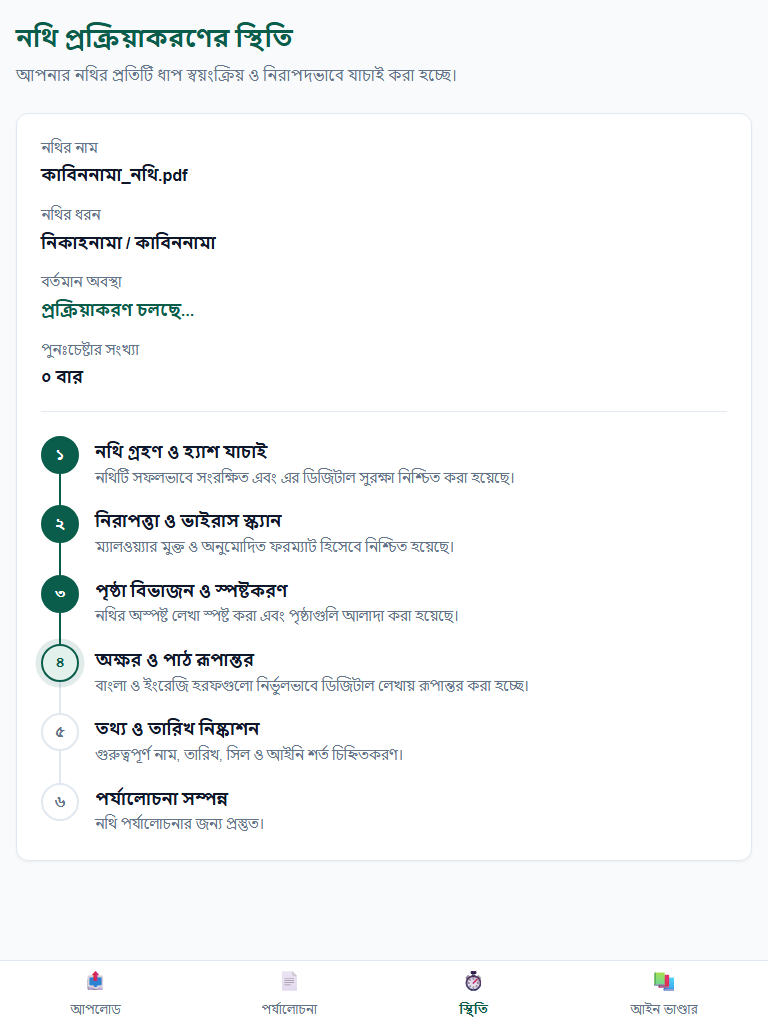 নথি প্রক্রিয়াকরণের স্থিতি
আপনার নথির প্রতিটি ধাপ স্বয়ংক্রিয় ও নিরাপদভাবে যাচাই করা হচ্ছে।
নথির নাম
কাবিননামা_নথি.pdf
নথির ধরন
নিকাহনামা / কাবিননামা
বর্তমান অবস্থা
প্রক্রিয়াকরণ চলছে...
পুনঃচেষ্টার সংখ্যা
০ বার
১
নথি গ্রহণ ও হ্যাশ যাচাই
নথিটি সফলভাবে সংরক্ষিত এবং এর ডিজিটাল সুরক্ষা নিশ্চিত করা হয়েছে।
২
নিরাপত্তা ও ভাইরাস স্ক্যান
ম্যালওয়্যার মুক্ত ও অনুমোদিত ফরম্যাট হিসেবে নিশ্চিত হয়েছে।
৩
পৃষ্ঠা বিভাজন ও স্পষ্টকরণ
নথির অস্পষ্ট লেখা স্পষ্ট করা এবং পৃষ্ঠাগুলি আলাদা করা হয়েছে।
৪
অক্ষর ও পাঠ রূপান্তর
বাংলা ও ইংরেজি হরফগুলো নির্ভুলভাবে ডিজিটাল লেখায় রূপান্তর করা হচ্ছে।
৫
তথ্য ও তারিখ নিষ্কাশন
গুরুত্বপূর্ণ নাম, তারিখ, সিল ও আইনি শর্ত চিহ্নিতকরণ।
৬
পর্যালোচনা সম্পন্ন
নথি পর্যালোচনার জন্য প্রস্তুত।
আপলোড
পর্যালোচনা
স্থিতি
আইন ভাণ্ডার